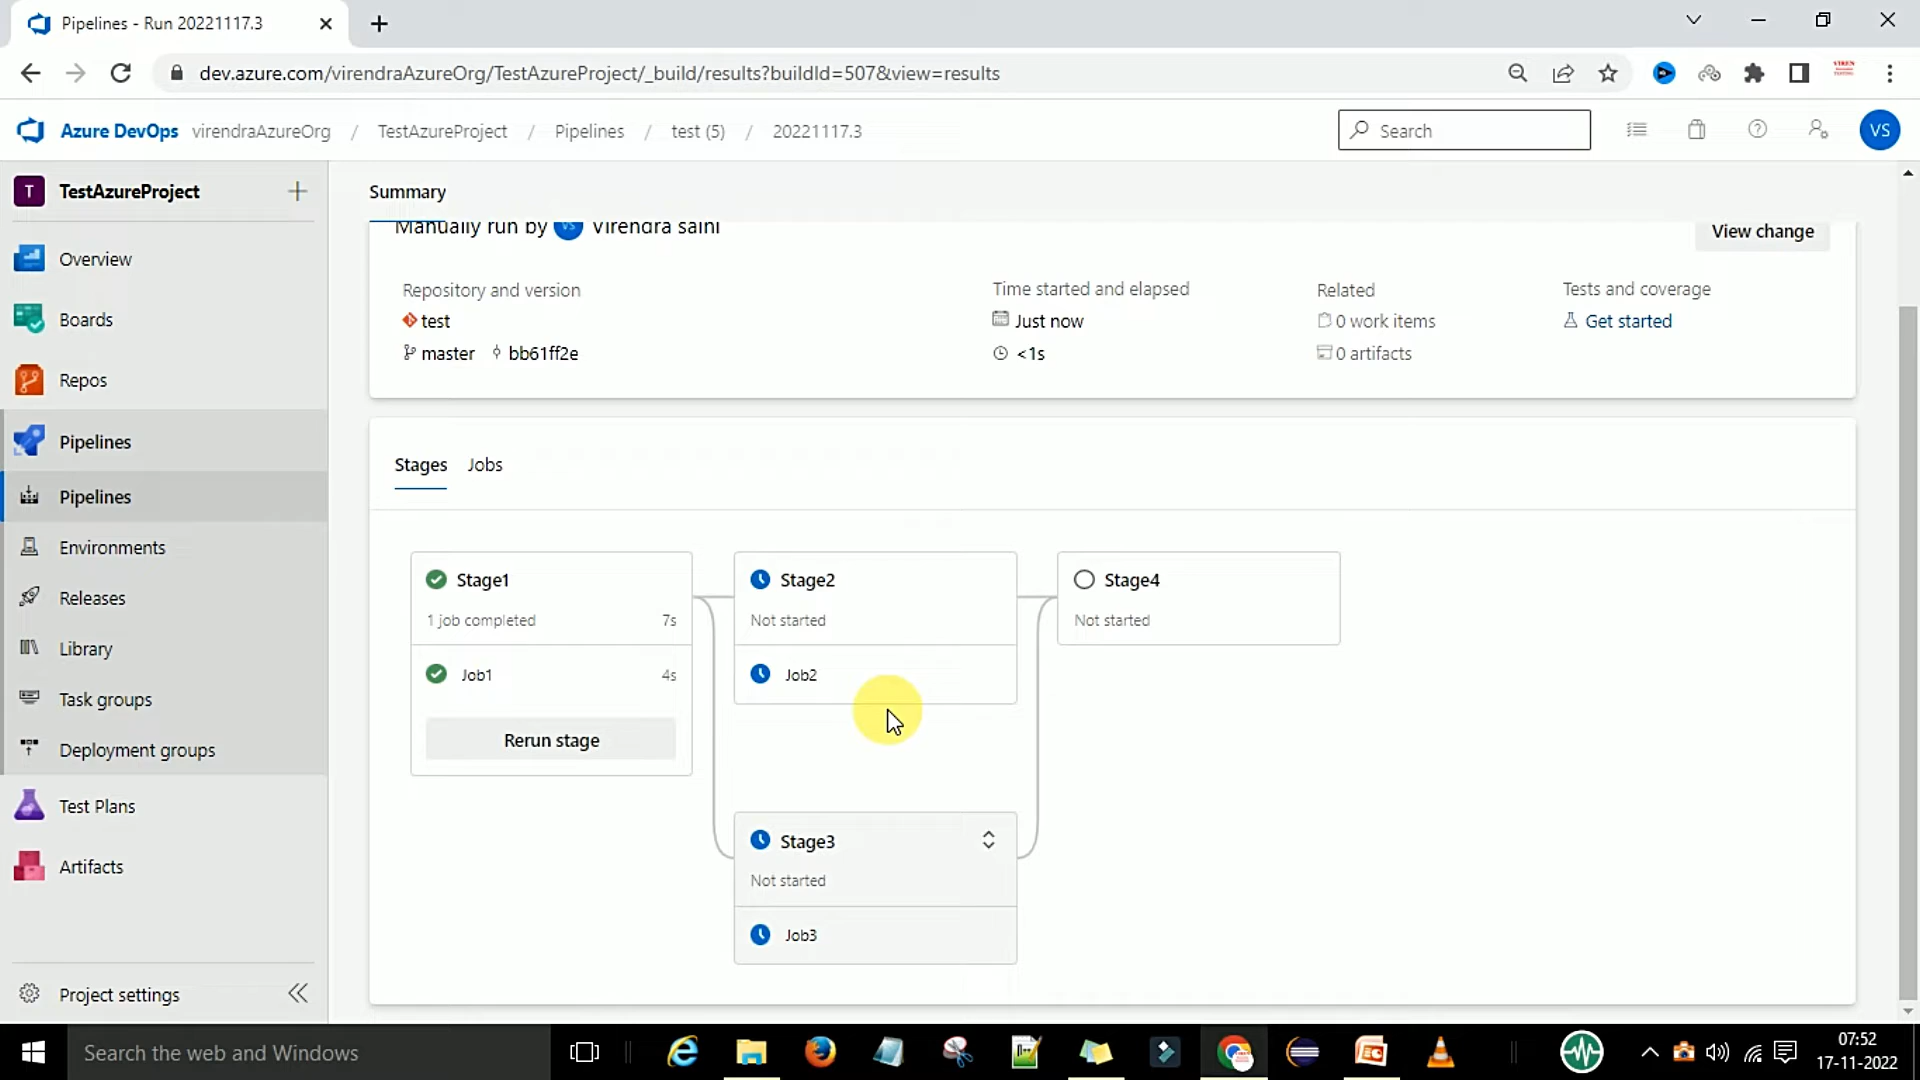 Pipelines - Run 20221117.3
dev.azure.com/virendraAzureOrg/TestAzureProject/_build/results?buildId=507&view=results
Azure DevOps virendraAzureOrg / TestAzureProject / Pipelines / test (5) / 20221117.3
Search
VS
T TestAzureProject
Overview
Boards
Repos
Pipelines
Pipelines
Environments
Releases
Library
Task groups
Deployment groups
Test Plans
Artifacts
Project settings
Summary
Manually run by VS Virendra saini
View change
Repository and version
test
master bb61ff2e
Time started and elapsed
Just now
<1s
Related
0 work items
0 artifacts
Tests and coverage
Get started
Stages Jobs
Stage1
1 job completed 7s
Job1 4s
Rerun stage
Stage2
Not started
Job2
Stage3
Not started
Job3
Stage4
Not started
Search the web and Windows
07:52
17-11-2022